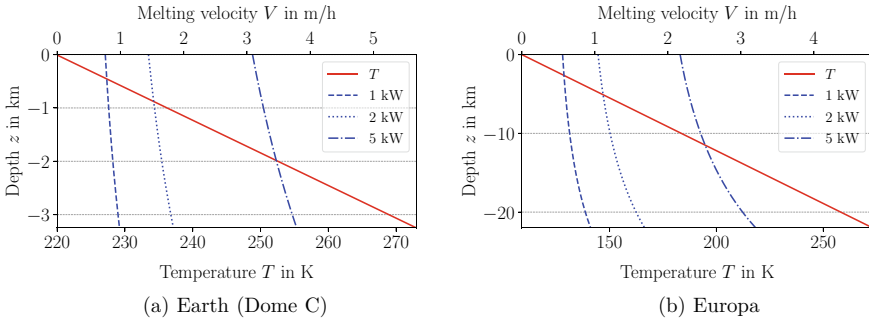 Melting velocity V in m/h
0 1 2 3 4 5
Depth z in km
0
−1
−2
−3
T
1 kW
2 kW
5 kW
220 230 240 250 260 270
Temperature T in K
(a) Earth (Dome C)
Melting velocity V in m/h
0 1 2 3 4
Depth z in km
0
−10
−20
T
1 kW
2 kW
5 kW
150 200 250
Temperature T in K
(b) Europa